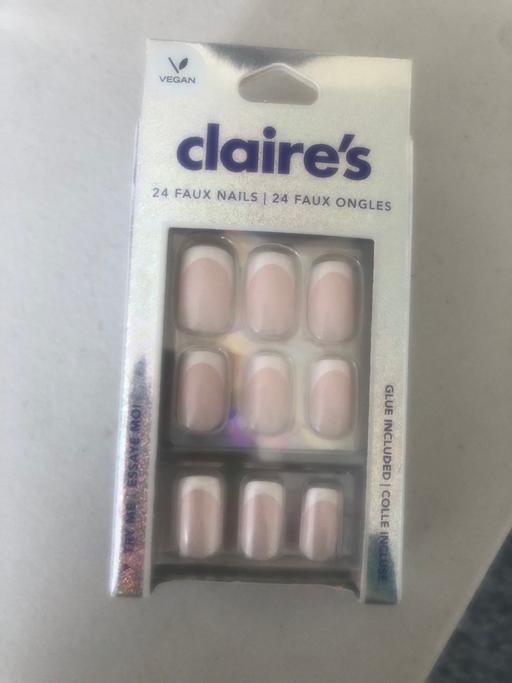 VEGAN
claire's
24 FAUX NAILS | 24 FAUX ONGLES
TRY ME | ESSAYE MOI
GLUE INCLUDED | COLLE INCLUSE